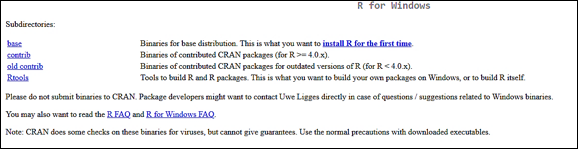 R for Windows
Subdirectories:
base Binaries for base distribution. This is what you want to install R for the first time.
contrib Binaries of contributed CRAN packages (for R >= 4.0.x).
old contrib Binaries of contributed CRAN packages for outdated versions of R (for R < 4.0.x).
Rtools Tools to build R and R packages. This is what you want to build your own packages on Windows, or to build R itself.
Please do not submit binaries to CRAN. Package developers might want to contact Uwe Ligges directly in case of questions / suggestions related to Windows binaries.
You may also want to read the R FAQ and R for Windows FAQ.
Note: CRAN does some checks on these binaries for viruses, but cannot give guarantees. Use the normal precautions with downloaded executables.